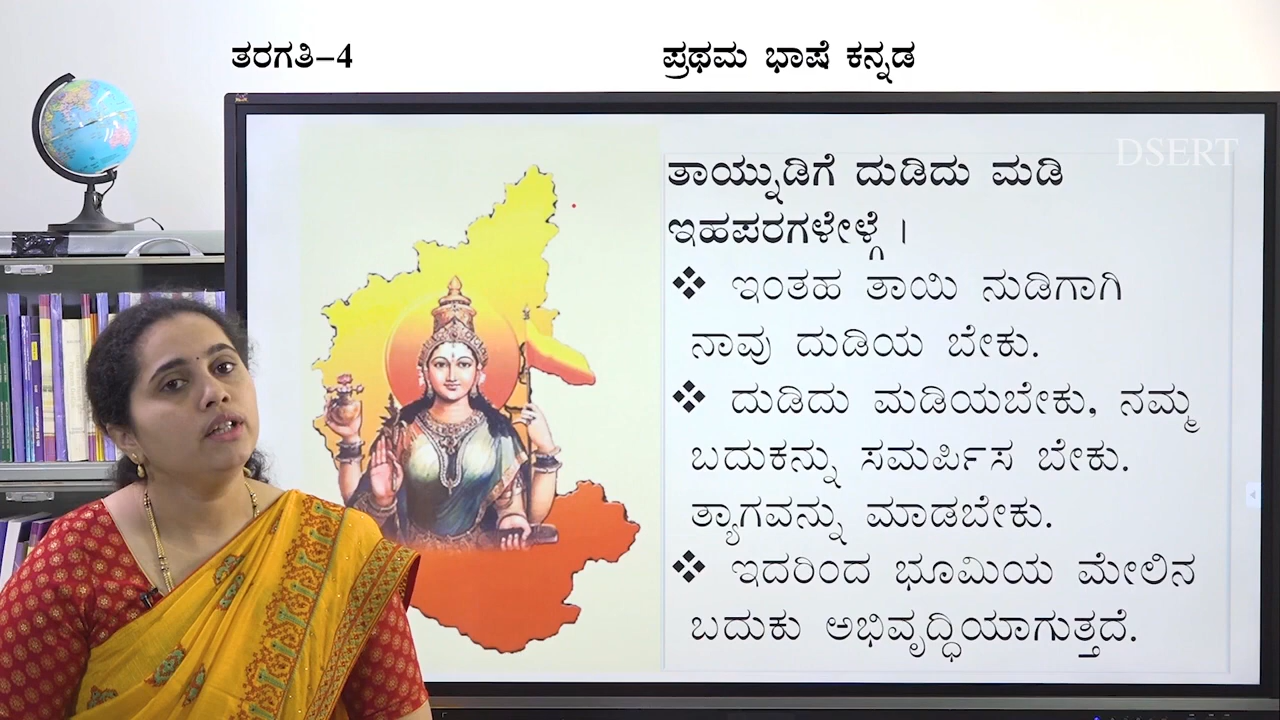 ತರಗತಿ-4
ಪ್ರಥಮ ಭಾಷೆ ಕನ್ನಡ
DSERT
ತಾಯ್ನುಡಿಗೆ ದುಡಿದು ಮಡಿ
ಇಹಪರಗಳೇಳ್ಗೆ ।
❖ ಇಂತಹ ತಾಯಿ ನುಡಿಗಾಗಿ
ನಾವು ದುಡಿಯ ಬೇಕು.
❖ ದುಡಿದು ಮಡಿಯಬೇಕು, ನಮ್ಮ
ಬದುಕನ್ನು ಸಮರ್ಪಿಸ ಬೇಕು.
ತ್ಯಾಗವನ್ನು ಮಾಡಬೇಕು.
❖ ಇದರಿಂದ ಭೂಮಿಯ ಮೇಲಿನ
ಬದುಕು ಅಭಿವೃದ್ಧಿಯಾಗುತ್ತದೆ.